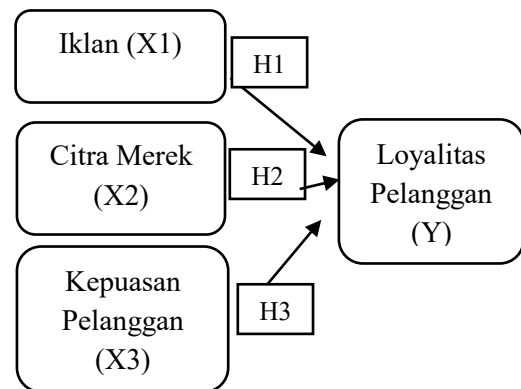 Iklan (X1)
H1
Citra Merek
(X2)
H2
Loyalitas
Pelanggan
(Y)
Kepuasan
Pelanggan
(X3)
H3